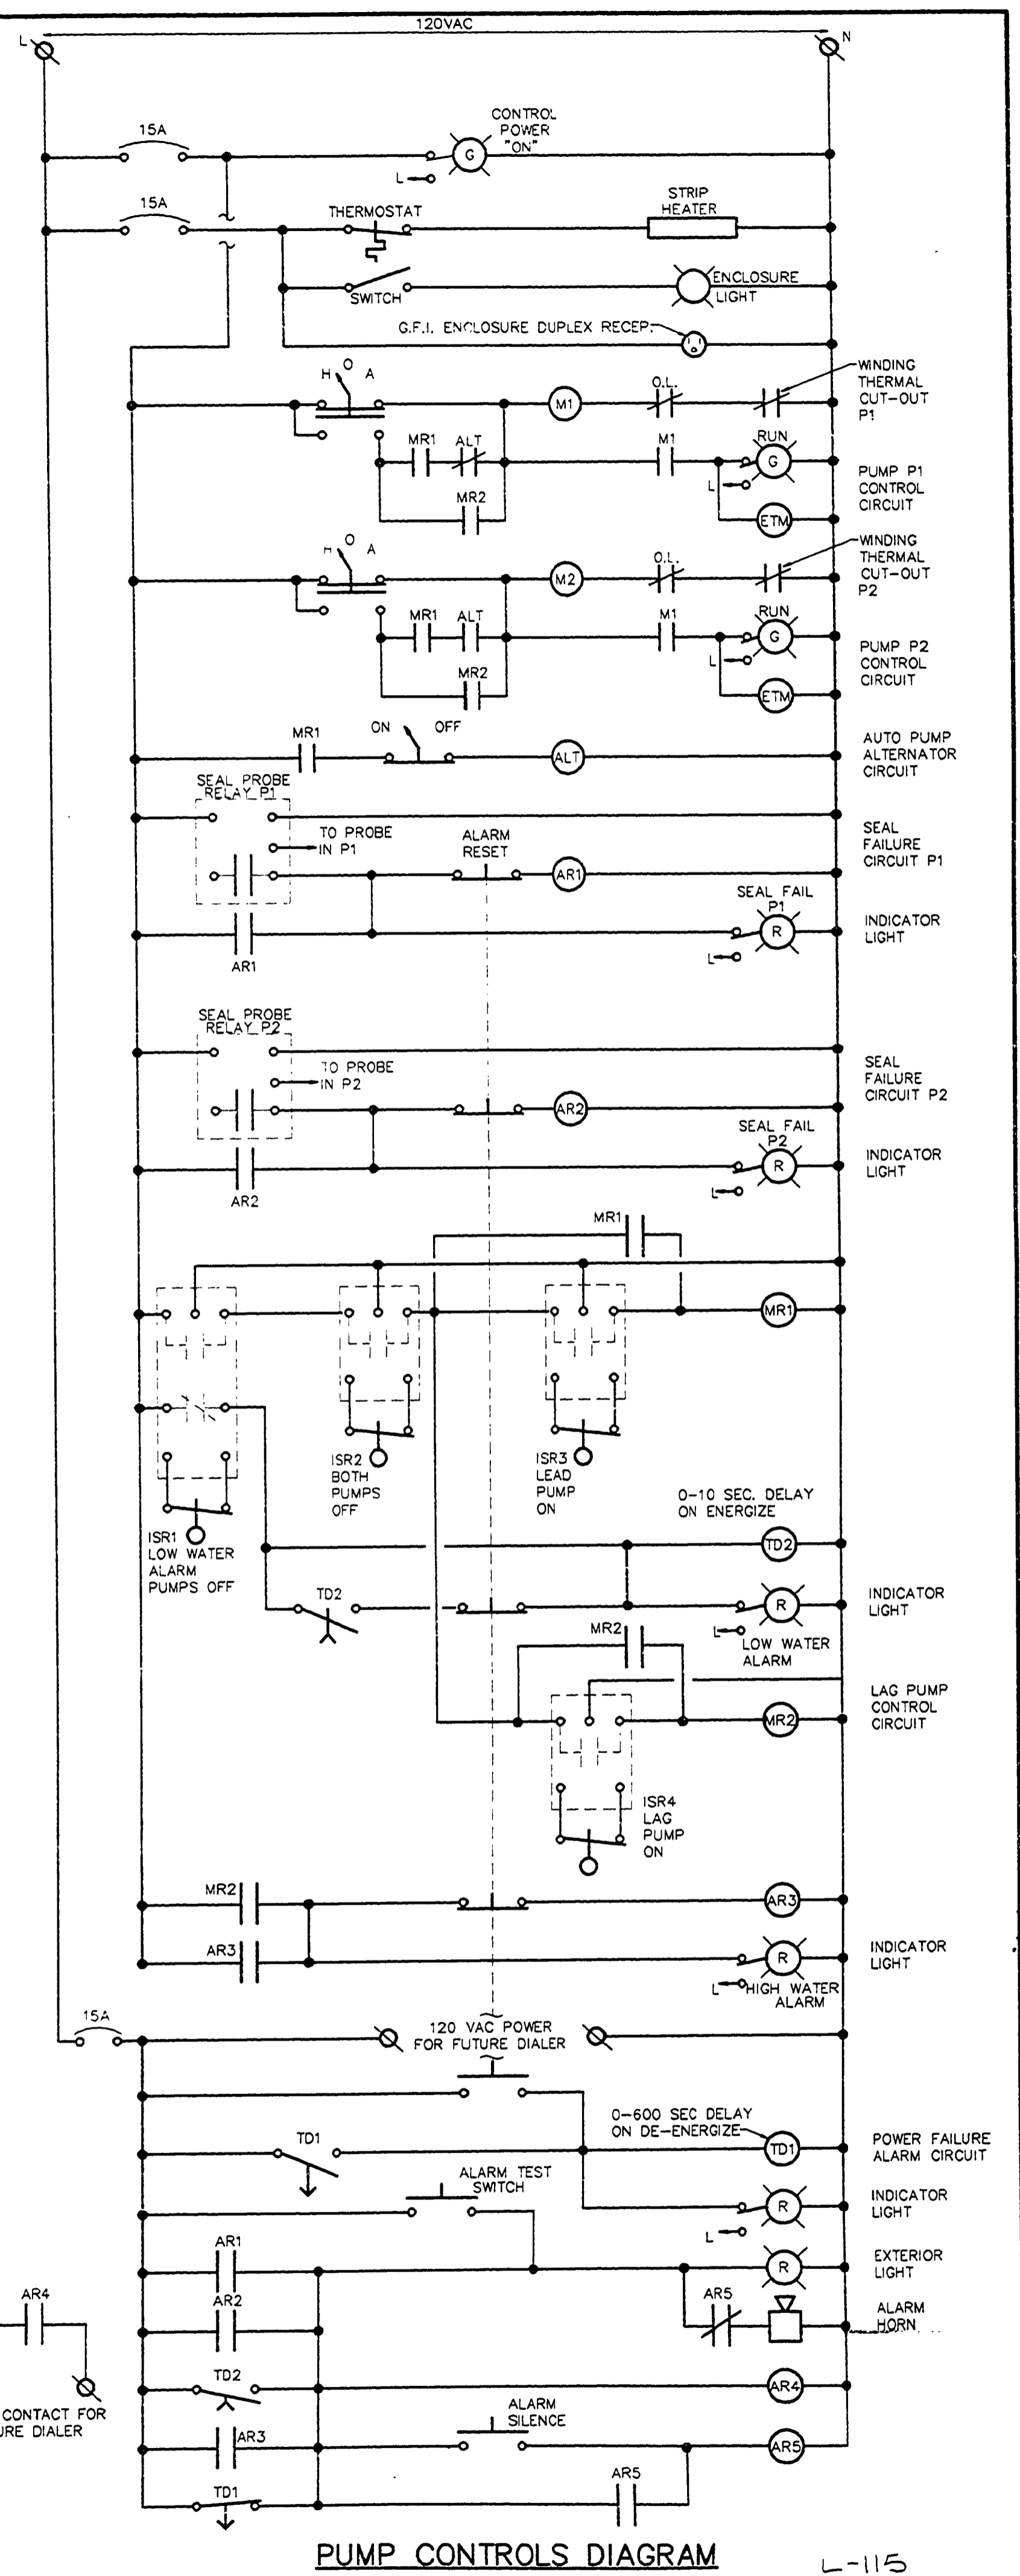 120VAC
L
N
15A
CONTROL
POWER
"ON"
G
L
15A
THERMOSTAT
STRIP
HEATER
SWITCH
ENCLOSURE
LIGHT
G.F.I. ENCLOSURE DUPLEX RECEP.
WINDING
THERMAL
CUT-OUT
P1
H O A
M1
O.L.
MR1
ALT
M1
RUN
G
L
PUMP P1
CONTROL
CIRCUIT
MR2
ETM
WINDING
THERMAL
CUT-OUT
P2
H O A
M2
O.L.
MR1
ALT
M1
RUN
G
L
PUMP P2
CONTROL
CIRCUIT
MR2
ETM
MR1
ON OFF
ALT
AUTO PUMP
ALTERNATOR
CIRCUIT
SEAL PROBE
RELAY P1
TO PROBE
IN P1
ALARM
RESET
AR1
SEAL
FAILURE
CIRCUIT P1
SEAL FAIL
P1
R
L
INDICATOR
LIGHT
AR1
SEAL PROBE
RELAY P2
TO PROBE
IN P2
AR2
SEAL
FAILURE
CIRCUIT P2
SEAL FAIL
P2
R
L
INDICATOR
LIGHT
AR2
MR1
MR1
ISR2
BOTH
PUMPS
OFF
ISR3
LEAD
PUMP
ON
ISR1
LOW WATER
ALARM
PUMPS OFF
0-10 SEC. DELAY
ON ENERGIZE
TD2
TD2
R
L
LOW WATER
ALARM
INDICATOR
LIGHT
MR2
MR2
LAG PUMP
CONTROL
CIRCUIT
ISR4
LAG
PUMP
ON
MR2
AR3
AR3
R
L
HIGH WATER
ALARM
INDICATOR
LIGHT
15A
120 VAC POWER
FOR FUTURE DIALER
0-600 SEC DELAY
ON DE-ENERGIZE
TD1
TD1
POWER FAILURE
ALARM CIRCUIT
ALARM TEST
SWITCH
R
L
INDICATOR
LIGHT
AR1
R
EXTERIOR
LIGHT
AR2
AR5
ALARM
HORN
AR4
CONTACT FOR
URE DIALER
TD2
AR4
AR3
ALARM
SILENCE
AR5
TD1
AR5
PUMP CONTROLS DIAGRAM
L-115